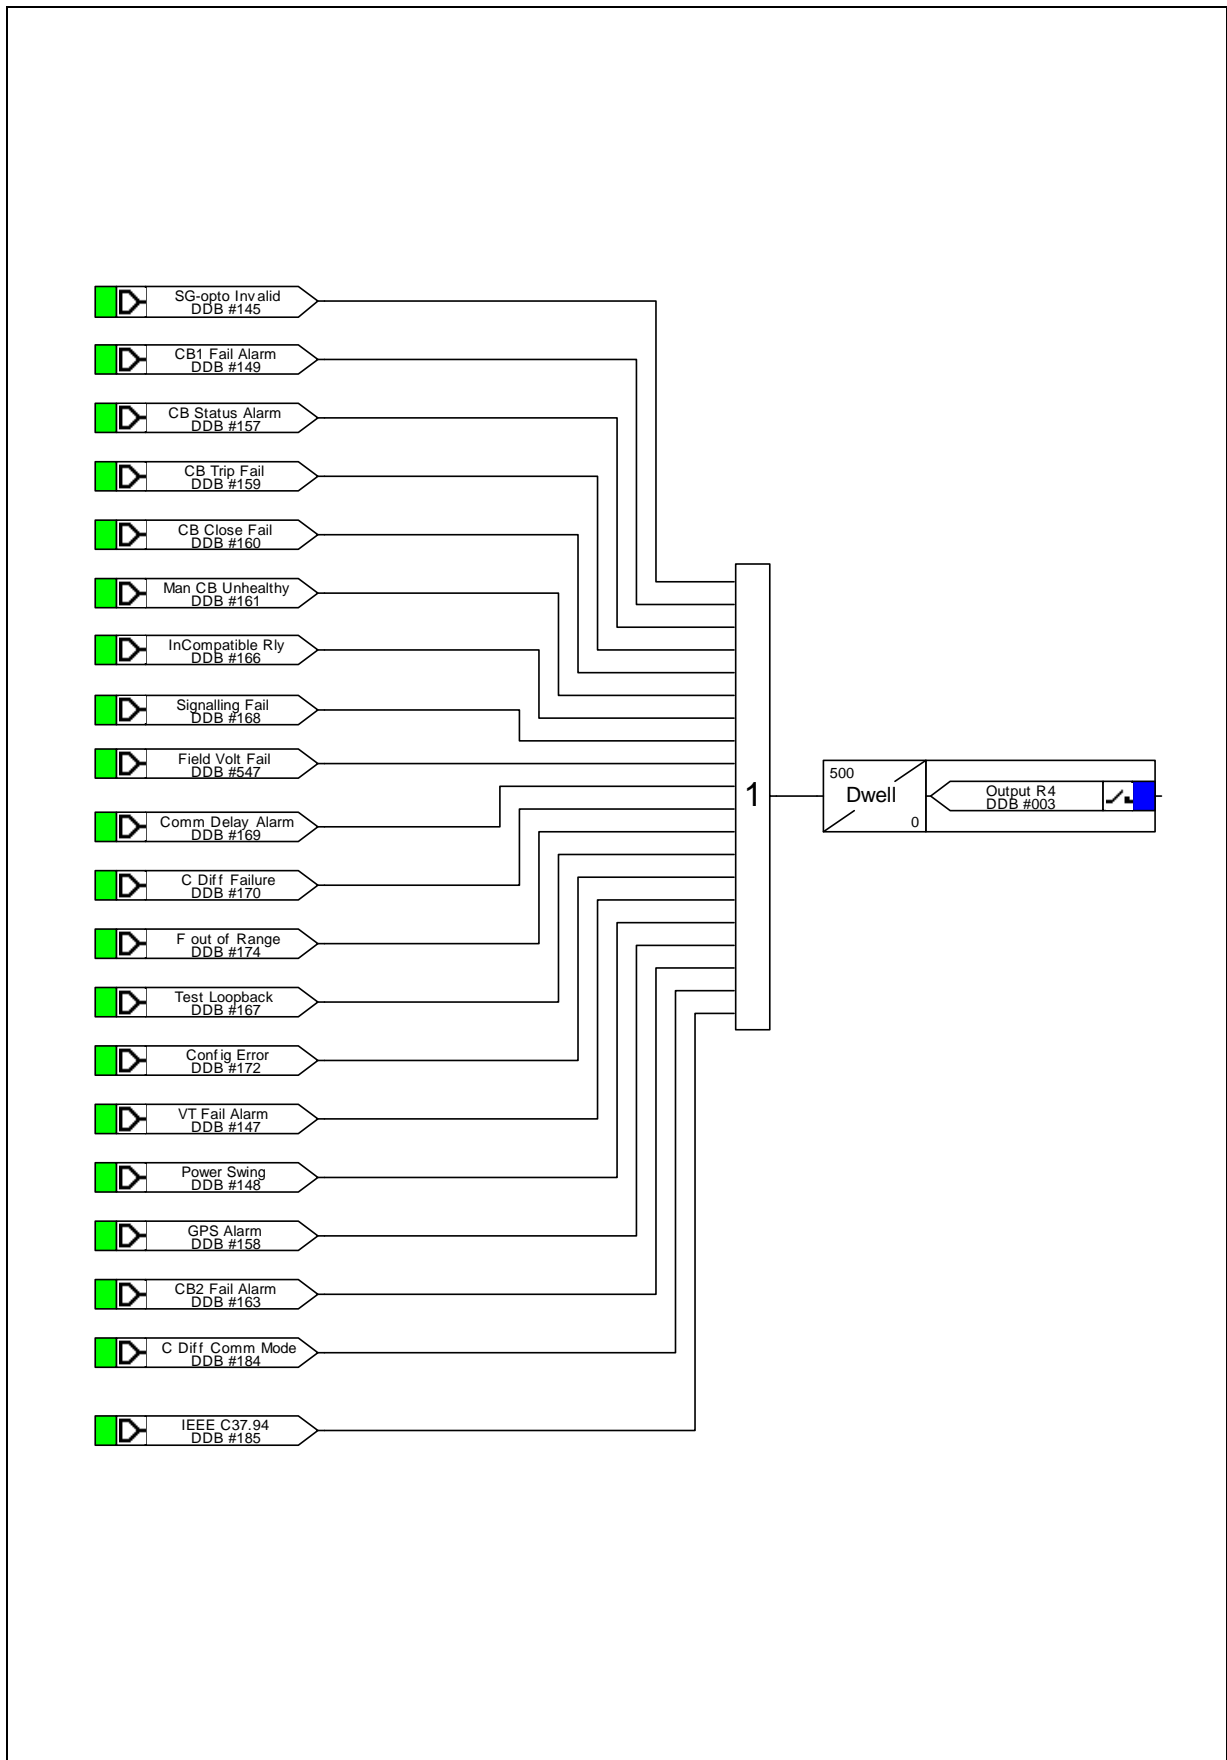 SG-opto Invalid
DDB #145
CB1 Fail Alarm
DDB #149
CB Status Alarm
DDB #157
CB Trip Fail
DDB #159
CB Close Fail
DDB #160
Man CB Unhealthy
DDB #161
InCompatible Rly
DDB #166
Signalling Fail
DDB #168
Field Volt Fail
DDB #547
Comm Delay Alarm
DDB #169
C Diff Failure
DDB #170
F out of Range
DDB #174
Test Loopback
DDB #167
Config Error
DDB #172
VT Fail Alarm
DDB #147
Power Swing
DDB #148
GPS Alarm
DDB #158
CB2 Fail Alarm
DDB #163
C Diff Comm Mode
DDB #184
IEEE C37.94
DDB #185
1
500
Dwell
0
Output R4
DDB #003